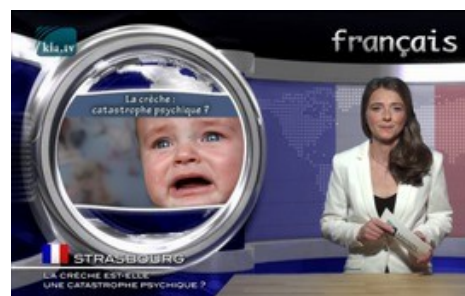 kla.tv
français
La crèche :
catastrophe psychique ?
STRASBOURG
LA CRÈCHE EST-ELLE
UNE CATASTROPHE PSYCHIQUE ?